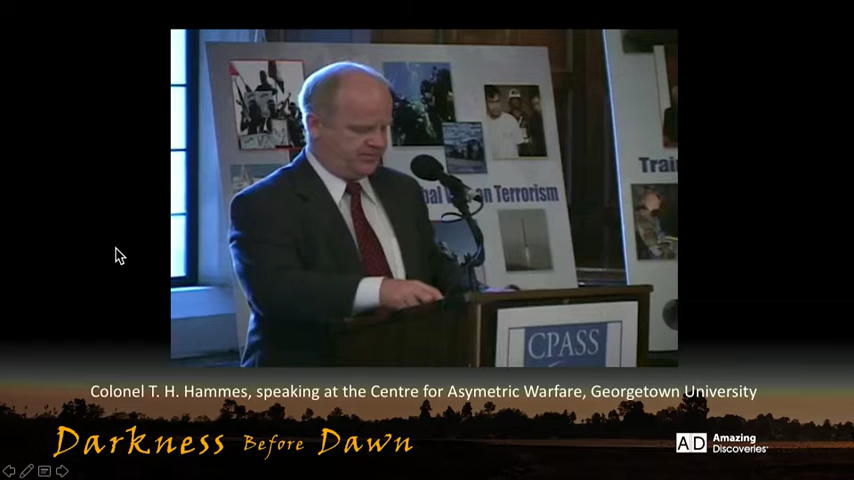 Terrorism
Trai
CPASS
Colonel T. H. Hammes, speaking at the Centre for Asymetric Warfare, Georgetown University
Darkness Before Dawn
AD Amazing
Discoveries